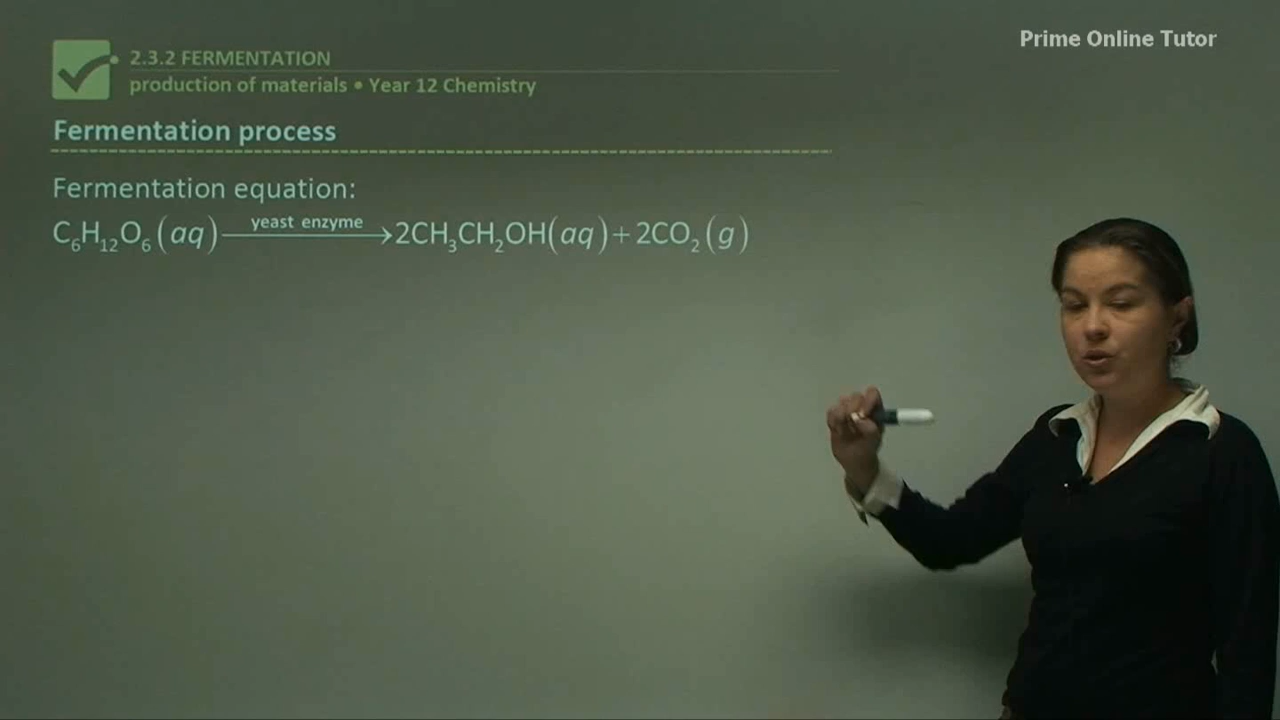 Prime Online Tutor
2.3.2 FERMENTATION
production of materials • Year 12 Chemistry
Fermentation process
Fermentation equation:
C₆H₁₂O₆(aq) yeast enzyme → 2CH₃CH₂OH(aq) + 2CO₂(g)